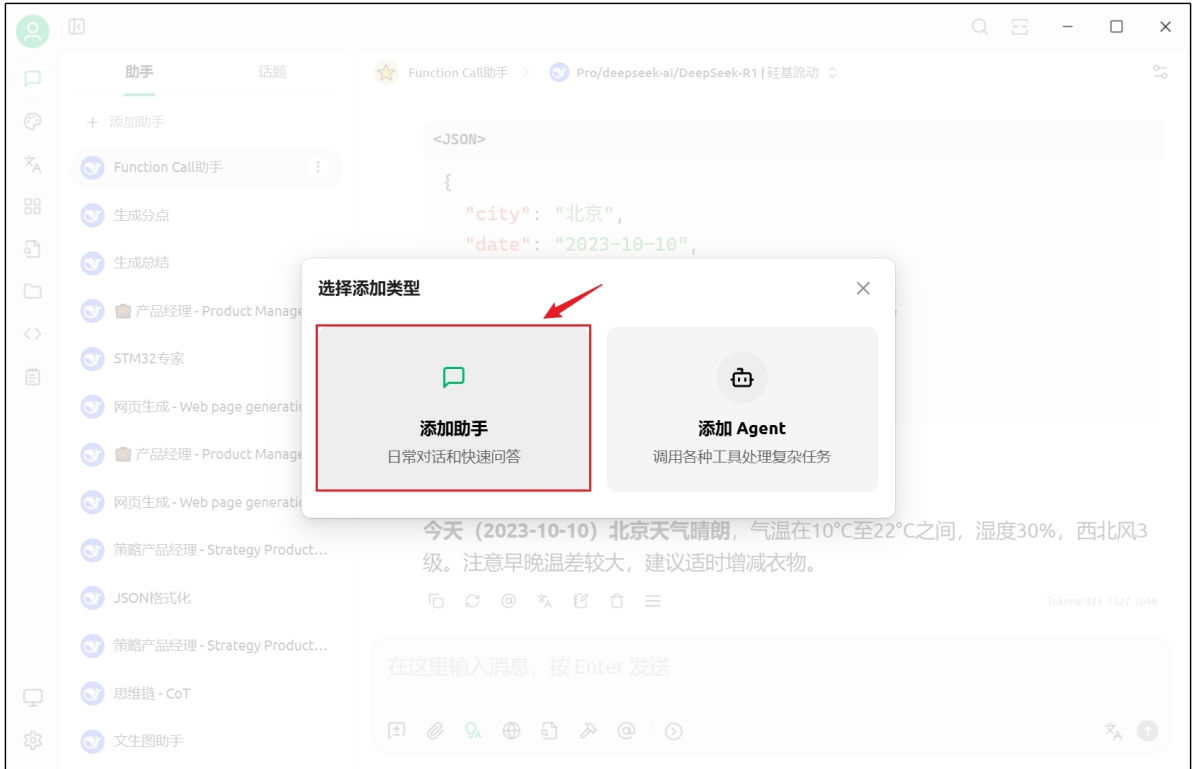 助手
话题
Function Call助手
Pro/deepseek-ai/DeepSeek-R1 | 硅基流动
添加助手
Function Call助手
生成分点
生成总结
产品经理 - Product Manage
STM32专家
网页生成 - Web page generatio
产品经理 - Product Manage
网页生成 - Web page generatio
策略产品经理 - Strategy Product...
JSON格式化
策略产品经理 - Strategy Product...
思维链 - CoT
文生图助手
<JSON>
{
"city": "北京",
"date": "2023-10-10",
选择添加类型
添加助手
日常对话和快速问答
添加 Agent
调用各种工具处理复杂任务
今天（2023-10-10）北京天气晴朗，气温在10°C至22°C之间，湿度30%，西北风3
级。注意早晚温差较大，建议适时增减衣物。
在这里输入消息，按 Enter 发送